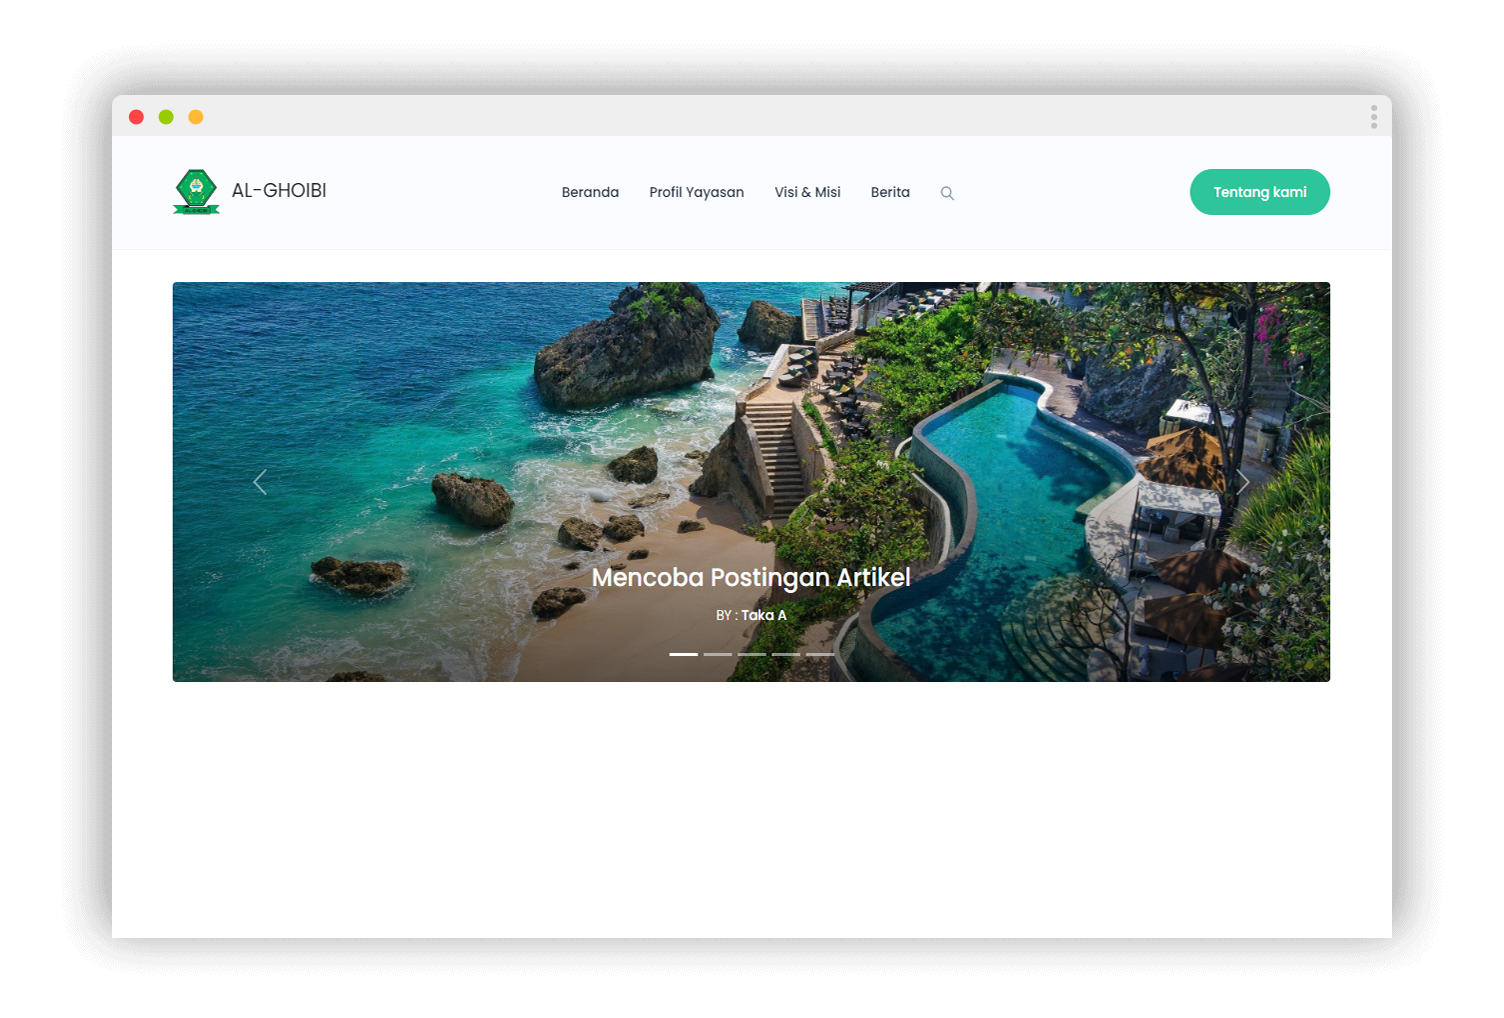 AL-GHOIBI
Beranda Profil Yayasan Visi & Misi Berita
Tentang kami
Mencoba Postingan Artikel
BY : Taka A